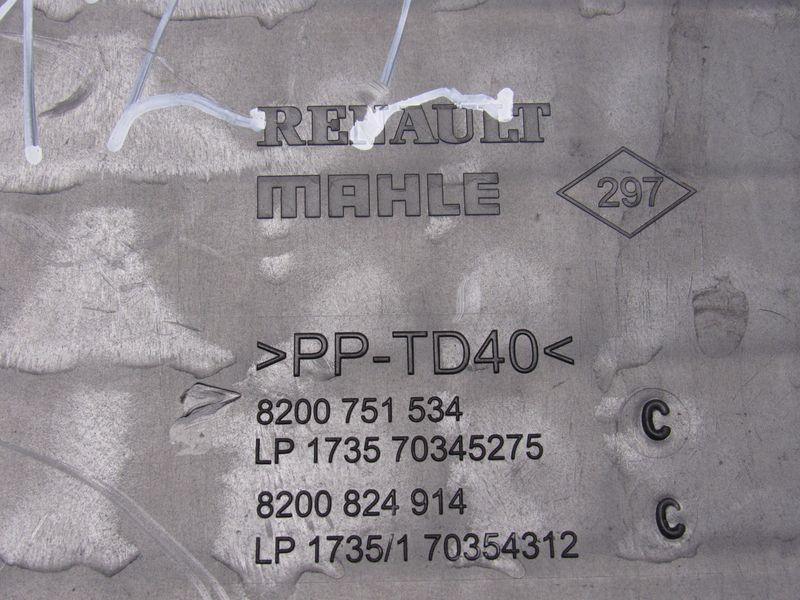 RENAULT
MAHLE
297
>PP-TD40<
8200 751 534 C
LP 1735 70345275
8200 824 914 C
LP 1735/1 70354312